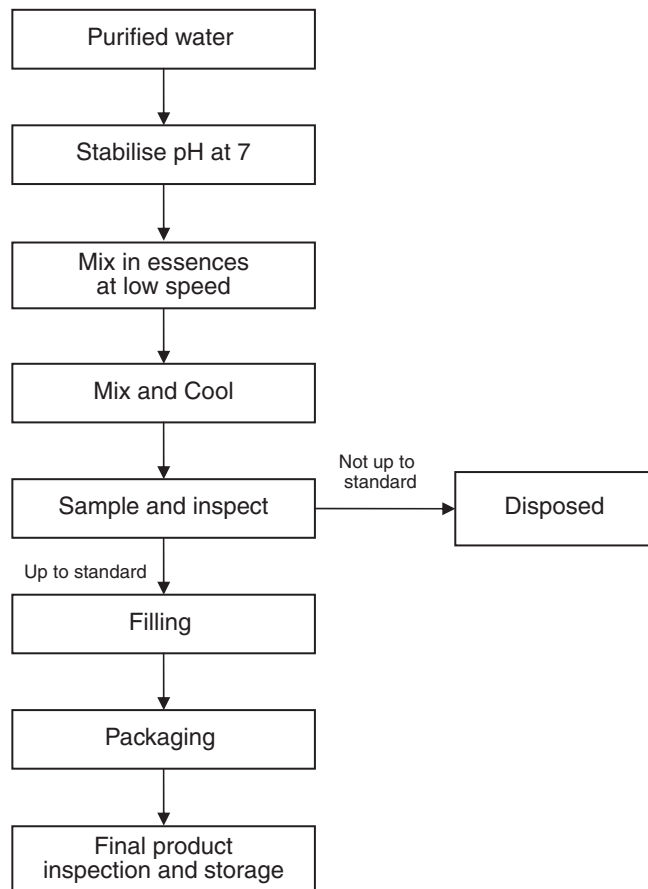 Purified water
Stabilise pH at 7
Mix in essences
at low speed
Mix and Cool
Sample and inspect
Not up to
standard
Disposed
Up to standard
Filling
Packaging
Final product
inspection and storage